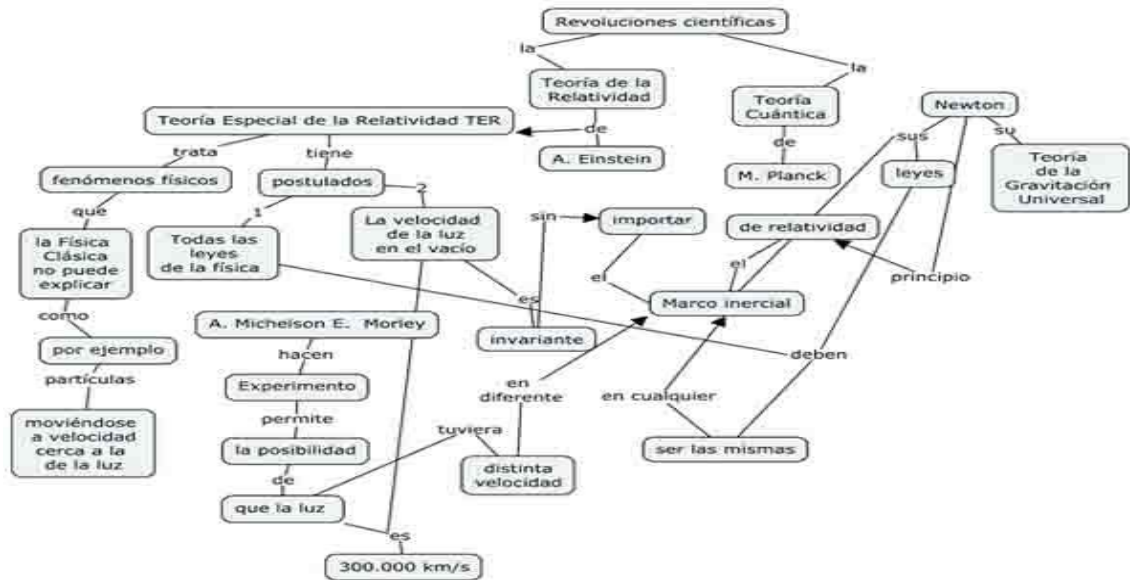 Revoluciones científicas
la
la
Teoría de la
Relatividad
Teoría
Cuántica
Newton
Teoría Especial de la Relatividad TER
de
A. Einstein
de
M. Planck
sus
su
leyes
Teoría
de la
Gravitación
Universal
trata
tiene
fenómenos físicos
postulados
2
1
que
la Física
Clásica
no puede
explicar
Todas las
leyes
de la física
La velocidad
de la luz
en el vacío
sin
importar
de relatividad
el
el
principio
Marco inercial
es
invariante
como
por ejemplo
partículas
moviéndose
a velocidad
cerca a la
de la luz
A. Michelson E. Morley
hacen
Experimento
permite
la posibilidad
de
que la luz
tuviera
distinta
velocidad
en
diferente
en cualquier
deben
ser las mismas
es
300.000 km/s